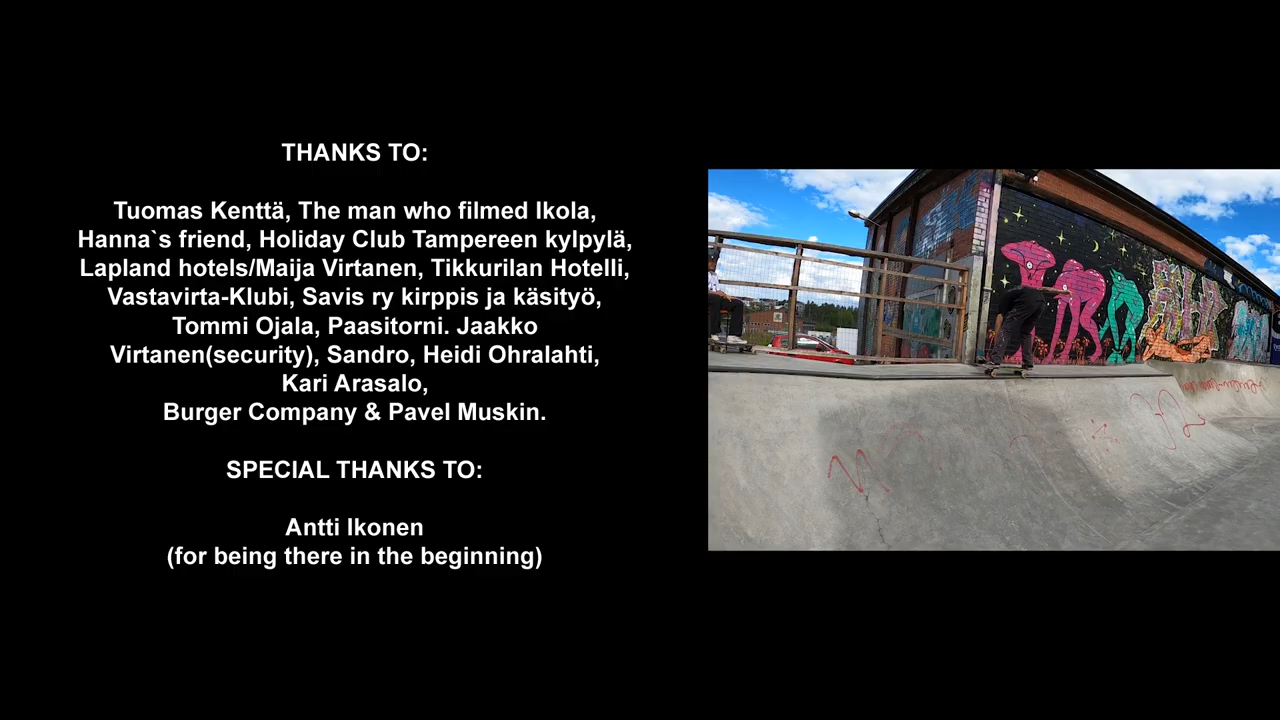 THANKS TO:
Tuomas Kenttä, The man who filmed Ikola,
Hanna`s friend, Holiday Club Tampereen kylpylä,
Lapland hotels/Maija Virtanen, Tikkurilan Hotelli,
Vastavirta-Klubi, Savis ry kirppis ja käsityö,
Tommi Ojala, Paasitorni. Jaakko
Virtanen(security), Sandro, Heidi Ohralahti,
Kari Arasalo,
Burger Company & Pavel Muskin.
SPECIAL THANKS TO:
Antti Ikonen
(for being there in the beginning)